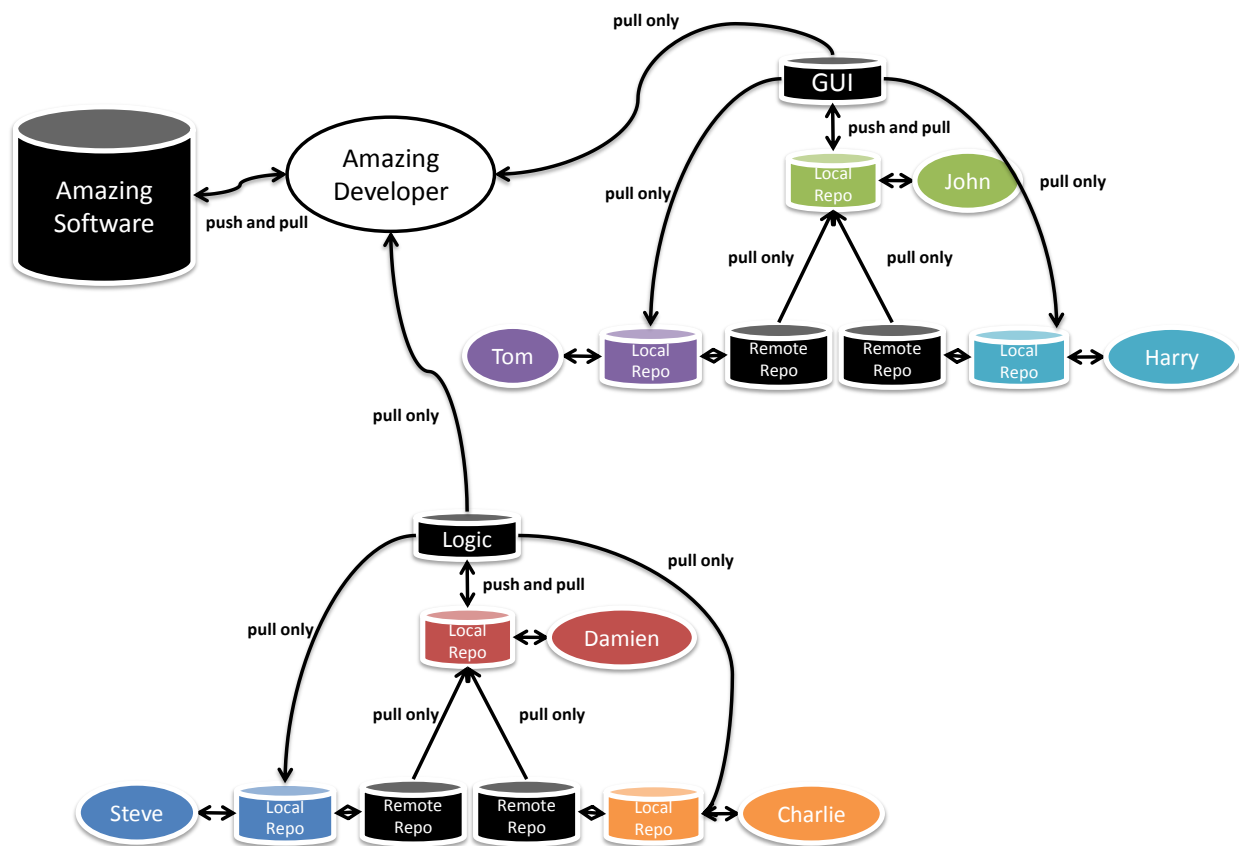 pull only
GUI
push and pull
Amazing
Software
Amazing
Developer
push and pull
Local
Repo
John
pull only
pull only
pull only
pull only
Tom
Local
Repo
Remote
Repo
Remote
Repo
Local
Repo
Harry
pull only
Logic
pull only
push and pull
pull only
Local
Repo
Damien
pull only
pull only
Steve
Local
Repo
Remote
Repo
Remote
Repo
Local
Repo
Charlie